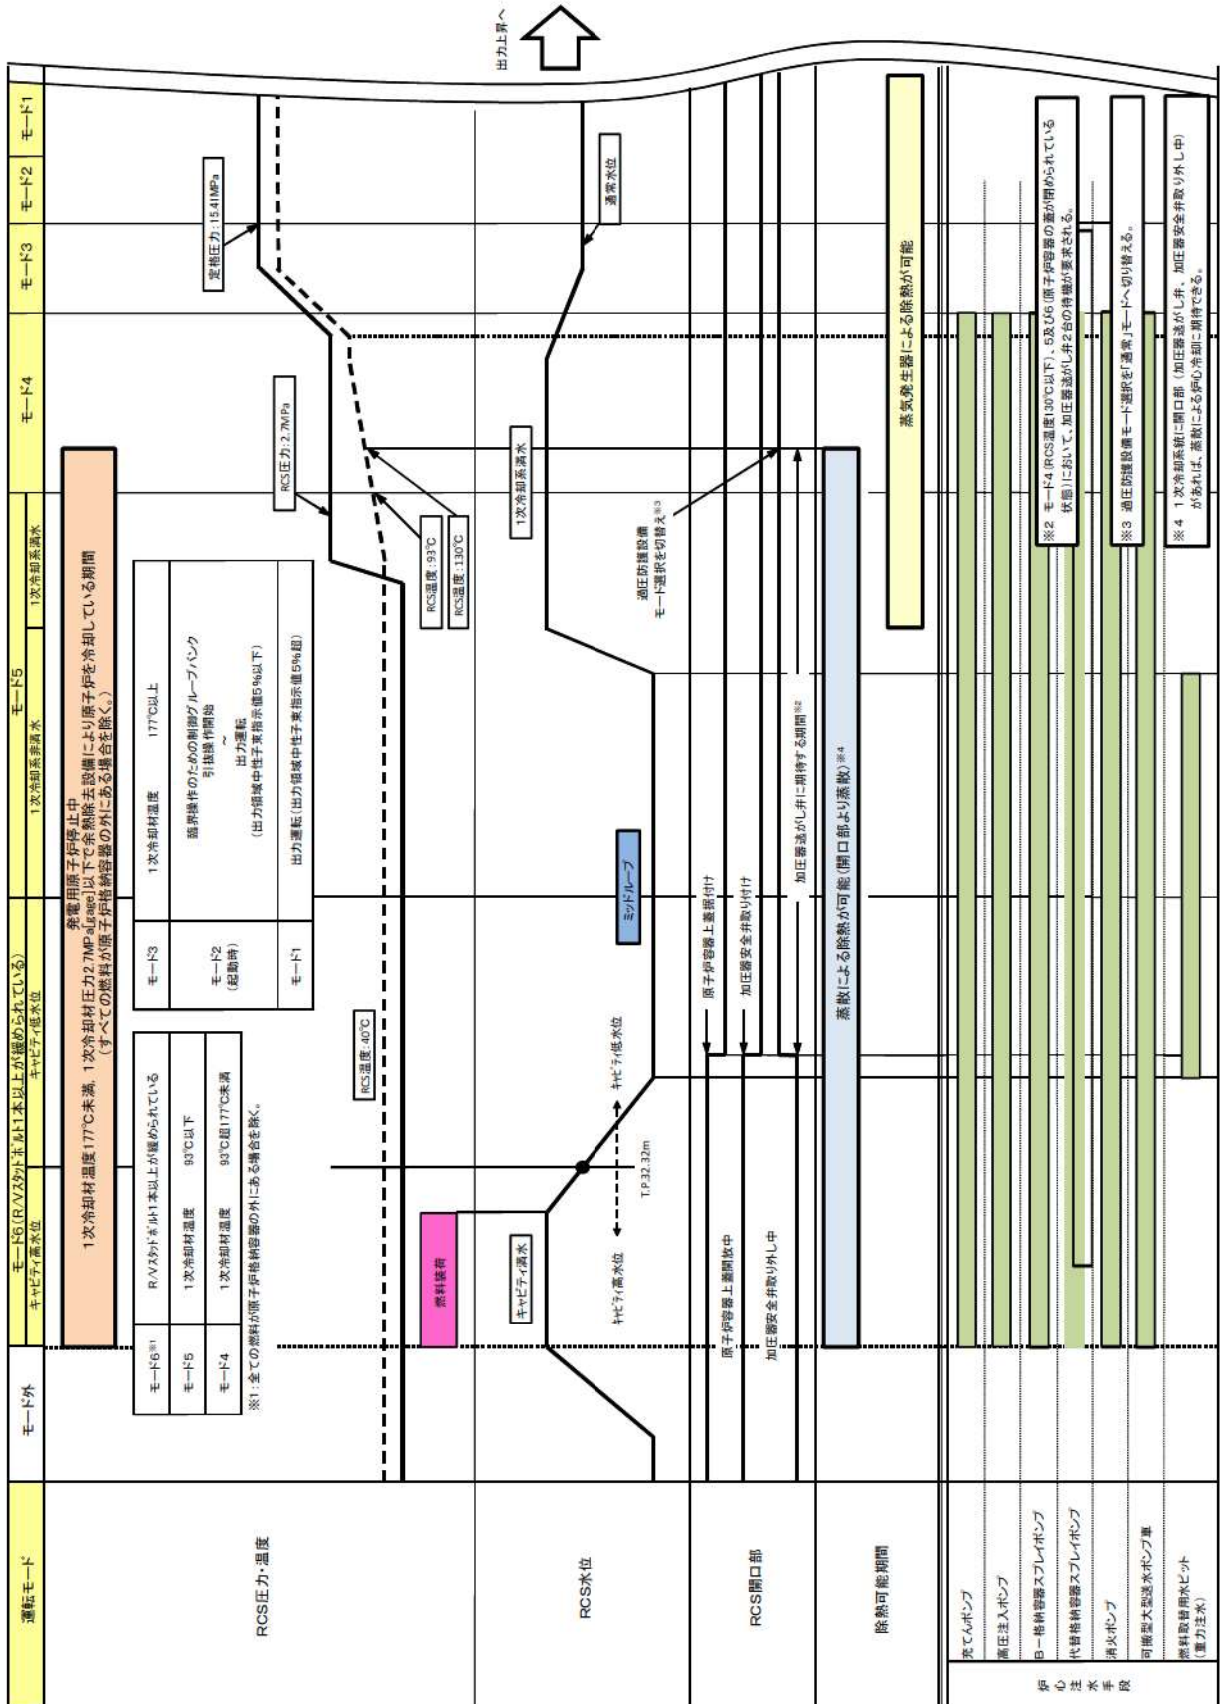 運転モード
モード外
モード6(R/Vスタッドボルト1本以上が緩められている)
キャビティ高水位
キャビティ低水位
モード5
1次冷却系非満水
1次冷却系満水
モード4
モード3
モード2
モード1
出力上昇へ
発電用原子炉停止中
1次冷却材温度177℃未満、1次冷却材圧力2.7MPa[gage]以下で余熱除去設備により原子炉を冷却している期間
(すべての燃料が原子炉格納容器の外にある場合を除く。)
モード6※1
R/Vスタッドボルト1本以上が緩められている
モード5
1次冷却材温度 93℃以下
モード4
1次冷却材温度 93℃超177℃未満
※1:全ての燃料が原子炉格納容器の外にある場合を除く。
モード3
1次冷却材温度 177℃以上
モード2
(起動時)
臨界操作のための制御グループバンク
引抜操作開始
~
出力運転
(出力領域中性子束指示値5%以下)
モード1
出力運転(出力領域中性子束指示値5%超)
RCS圧力・温度
RCS温度:40℃
RCS圧力:2.7MPa
定格圧力:15.41MPa
RCS温度:93℃
RCS温度:130℃
RCS水位
燃料装荷
キャビティ満水
キャビティ高水位
キャビティ低水位
T.P.32.32m
ミッドループ
1次冷却系満水
通常水位
RCS開口部
原子炉容器上蓋開放中
原子炉容器上蓋据付け
加圧器安全弁取り外し中
加圧器安全弁取り付け
加圧器逃がし弁に期待する期間※2
過圧防護設備
モード選択を切替え※3
除熱可能期間
蒸散による除熱が可能(開口部より蒸散)※4
蒸気発生器による除熱が可能
炉心注水手段
充てんポンプ
高圧注入ポンプ
B-格納容器スプレイポンプ
代替格納容器スプレイポンプ
消火ポンプ
可搬型大型送水ポンプ車
燃料取替用水ピット
(重力注水)
※2 モード4(RCS温度130℃以下)、5及び6(原子炉容器の蓋が閉められている
状態)において、加圧器逃がし弁2台の待機が要求される。
※3 過圧防護設備モード選択を「通常」モードへ切り替える。
※4 1次冷却系統に開口部(加圧器逃がし弁、加圧器安全弁取り外し中)
があれば、蒸散による炉心冷却に期待できる。